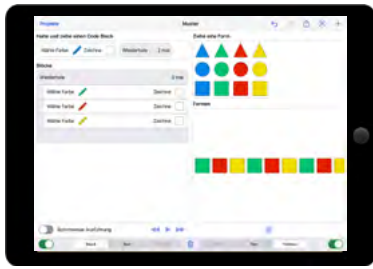 Projekte
Muster
Halte und ziehe einen Code Block
Wähle Farbe
Zeichne
Wiederhole
2 mal
Ziehe eine Form
Blöcke
Wiederhole
3 mal
Wähle Farbe
Zeichne
Wähle Farbe
Zeichne
Wähle Farbe
Zeichne
Formen
Schrittweise Ausführung